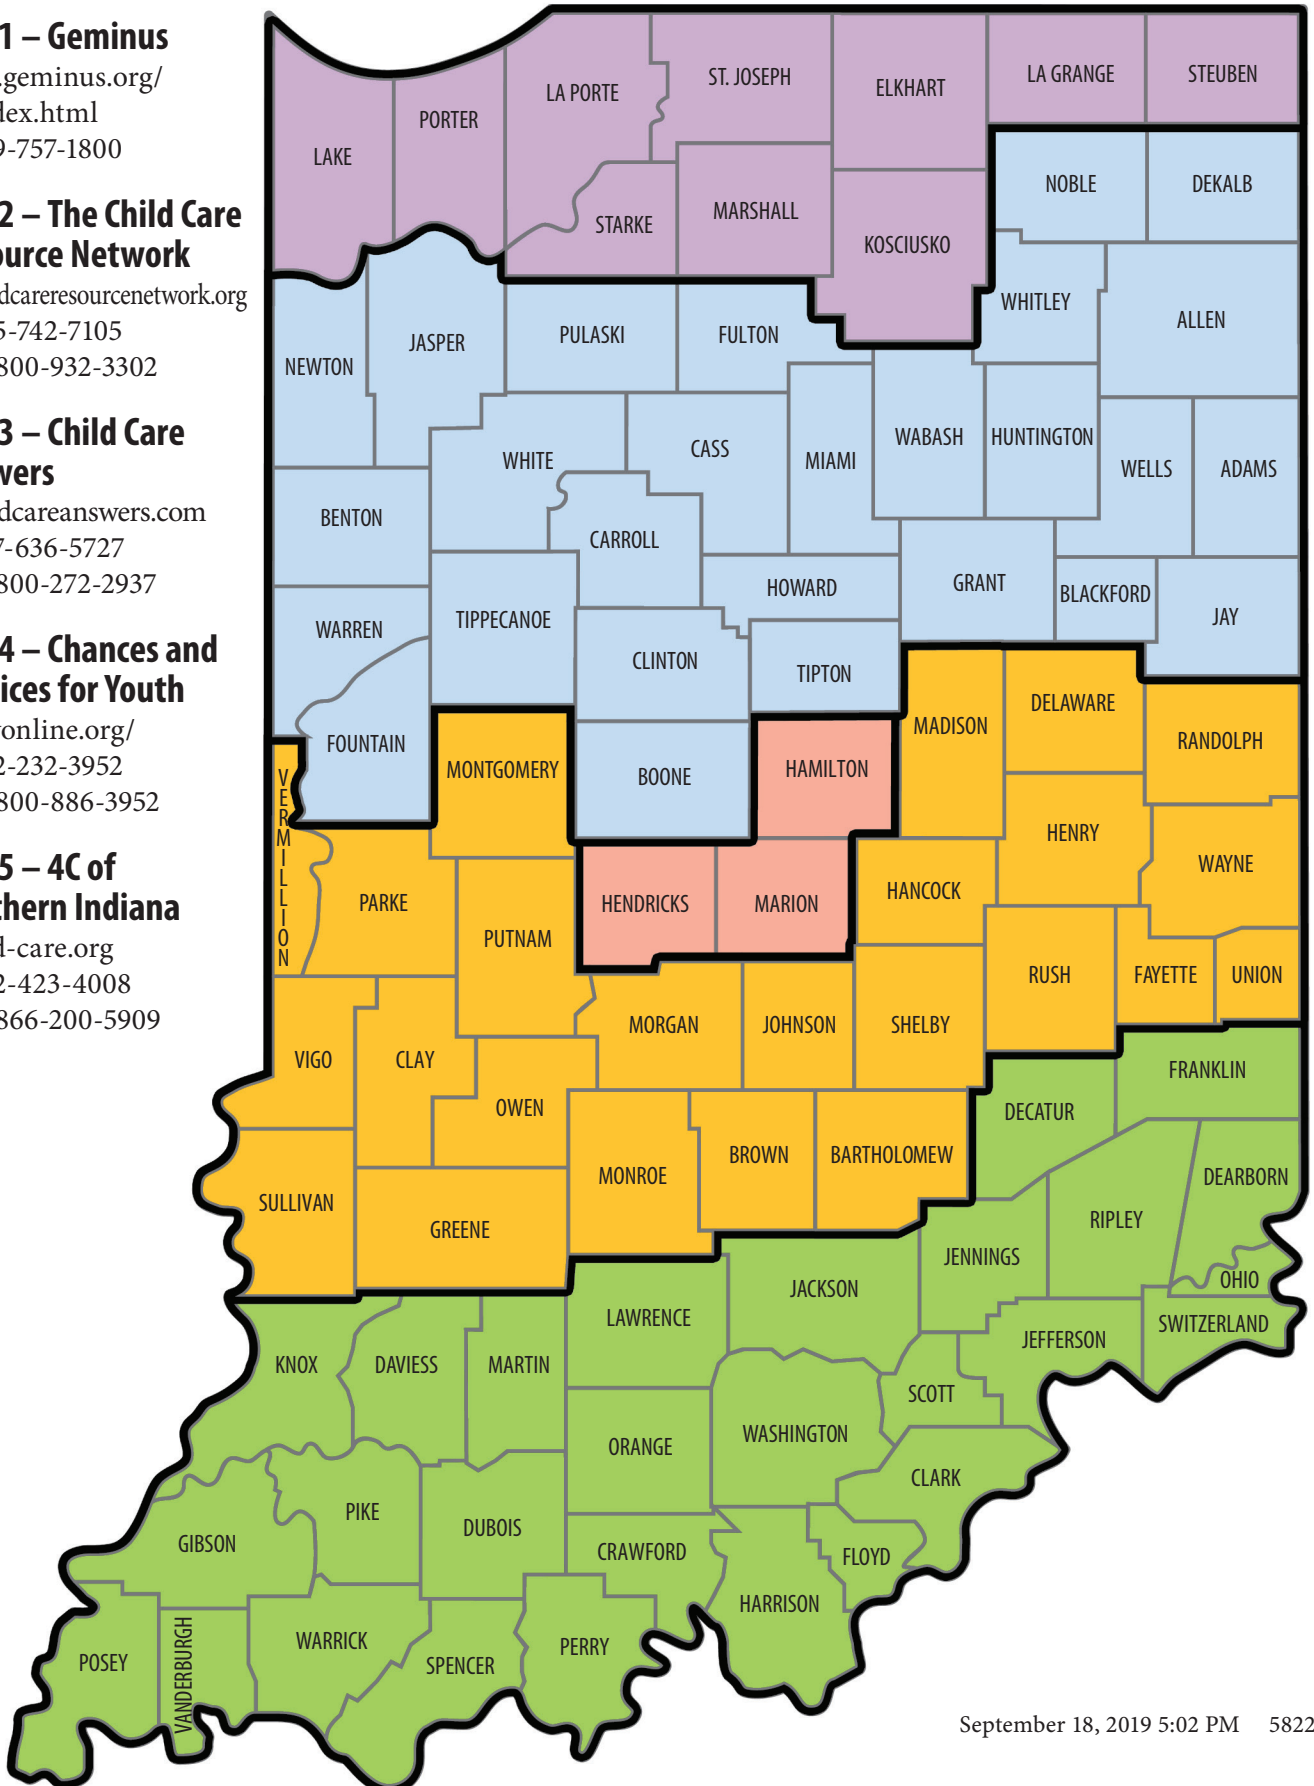 1 – Geminus
.geminus.org/
dex.html
9-757-1800
2 – The Child Care
ource Network
dcareresourcenetwork.org
5-742-7105
800-932-3302
3 – Child Care
wers
dcareanswers.com
7-636-5727
800-272-2937
4 – Chances and
ices for Youth
vonline.org/
2-232-3952
800-886-3952
5 – 4C of
thern Indiana
d-care.org
2-423-4008
866-200-5909
LAKE
PORTER
LA PORTE
ST. JOSEPH
ELKHART
LA GRANGE
STEUBEN
STARKE
MARSHALL
KOSCIUSKO
NOBLE
DEKALB
NEWTON
JASPER
PULASKI
FULTON
WHITLEY
ALLEN
WHITE
CASS
MIAMI
WABASH
HUNTINGTON
WELLS
ADAMS
BENTON
CARROLL
HOWARD
GRANT
BLACKFORD
JAY
WARREN
TIPPECANOE
CLINTON
TIPTON
FOUNTAIN
MONTGOMERY
BOONE
HAMILTON
MADISON
DELAWARE
RANDOLPH
VERMILLION
PARKE
PUTNAM
HENDRICKS
MARION
HANCOCK
HENRY
WAYNE
VIGO
CLAY
OWEN
MORGAN
JOHNSON
SHELBY
RUSH
FAYETTE
UNION
SULLIVAN
GREENE
MONROE
BROWN
BARTHOLOMEW
DECATUR
FRANKLIN
DEARBORN
RIPLEY
JENNINGS
OHIO
SWITZERLAND
JEFFERSON
JACKSON
LAWRENCE
KNOX
DAVIESS
MARTIN
ORANGE
WASHINGTON
SCOTT
CLARK
GIBSON
PIKE
DUBOIS
CRAWFORD
FLOYD
HARRISON
POSEY
VANDERBURGH
WARRICK
SPENCER
PERRY
September 18, 2019 5:02 PM 5822